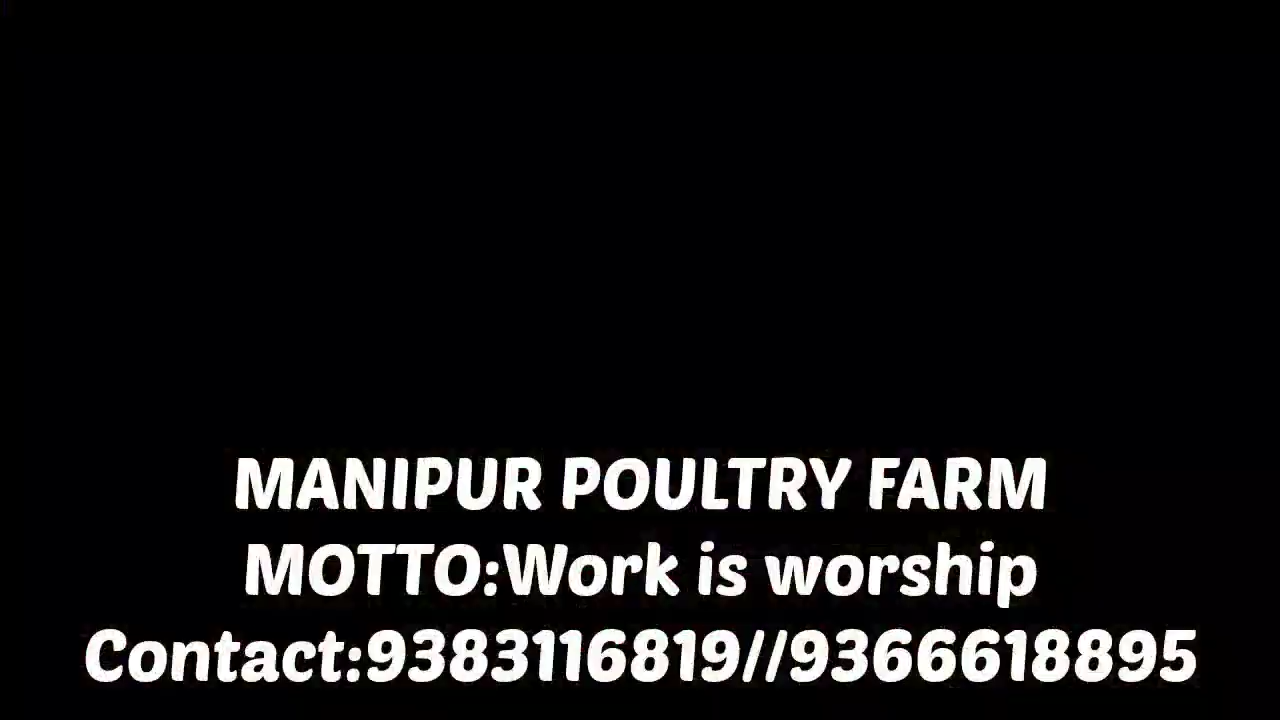 MANIPUR POULTRY FARM
MOTTO:Work is worship
Contact:9383116819//9366618895